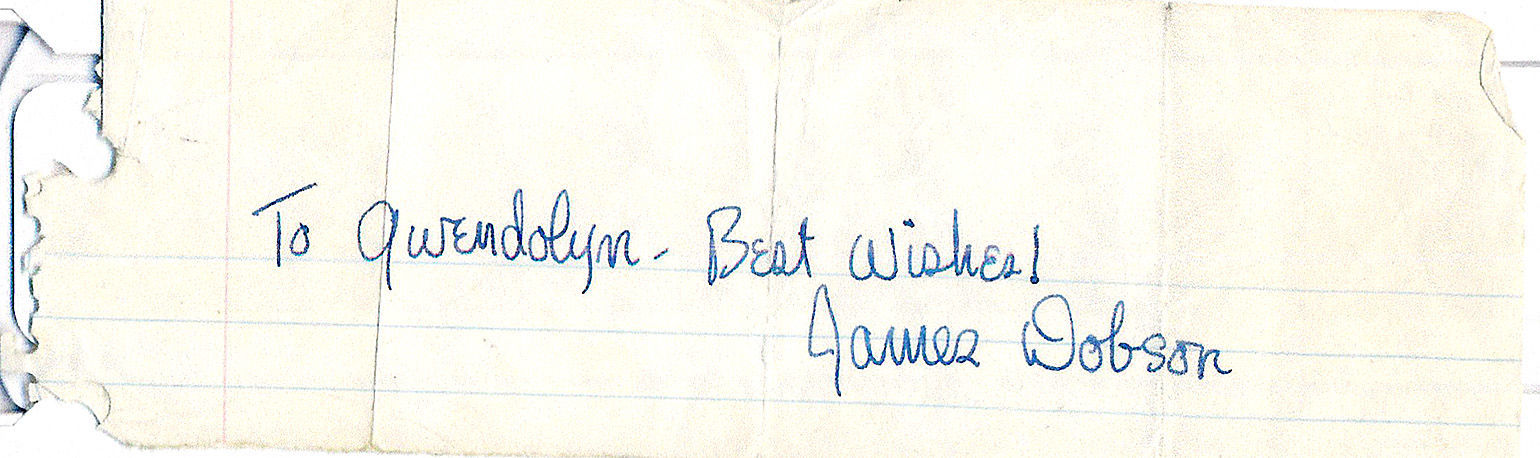 To Gwendolyn - Best Wishes!
James Dobson